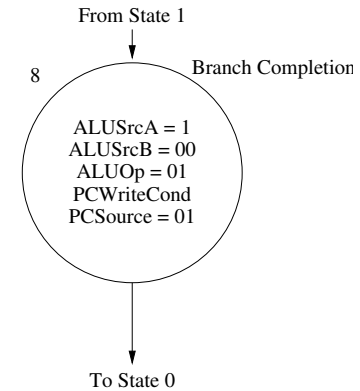 From State 1
8
Branch Completion
ALUSrcA = 1
ALUSrcB = 00
ALUOp = 01
PCWriteCond
PCSource = 01
To State 0